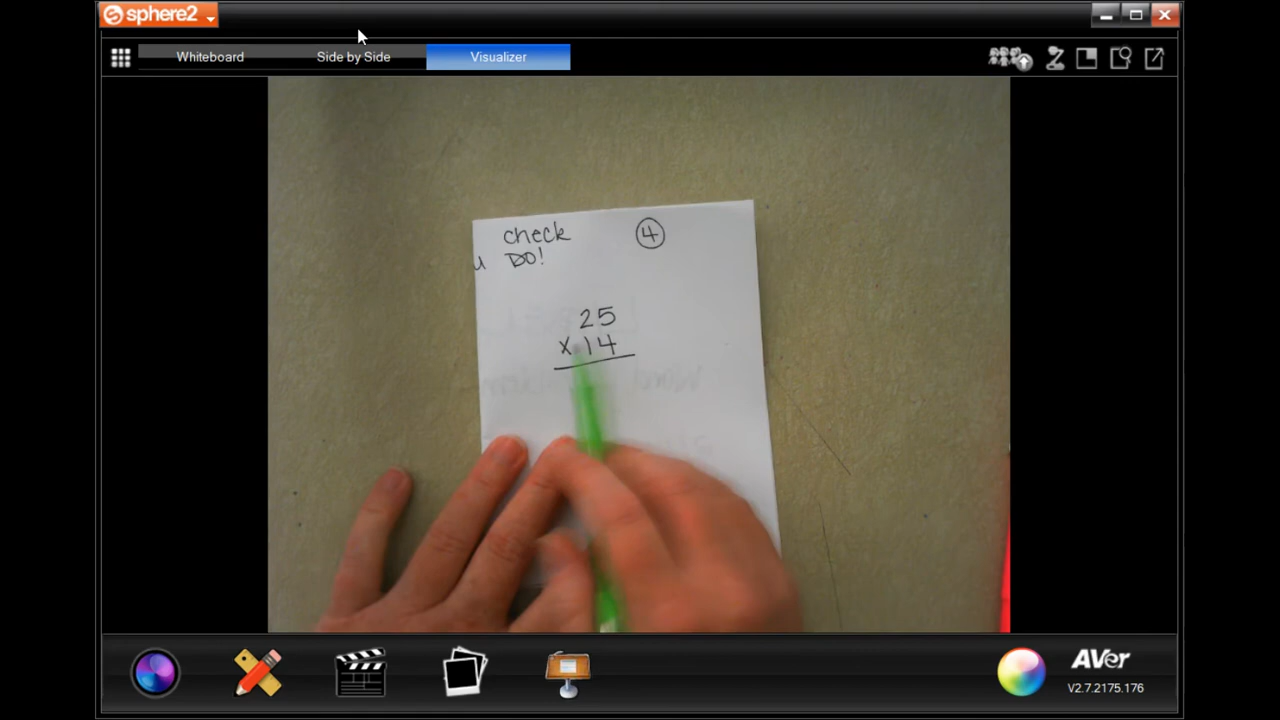 sphere2
Whiteboard
Side by Side
Visualizer
check
④
u DO!
25
x 14
AVer
V2.7.2175.176